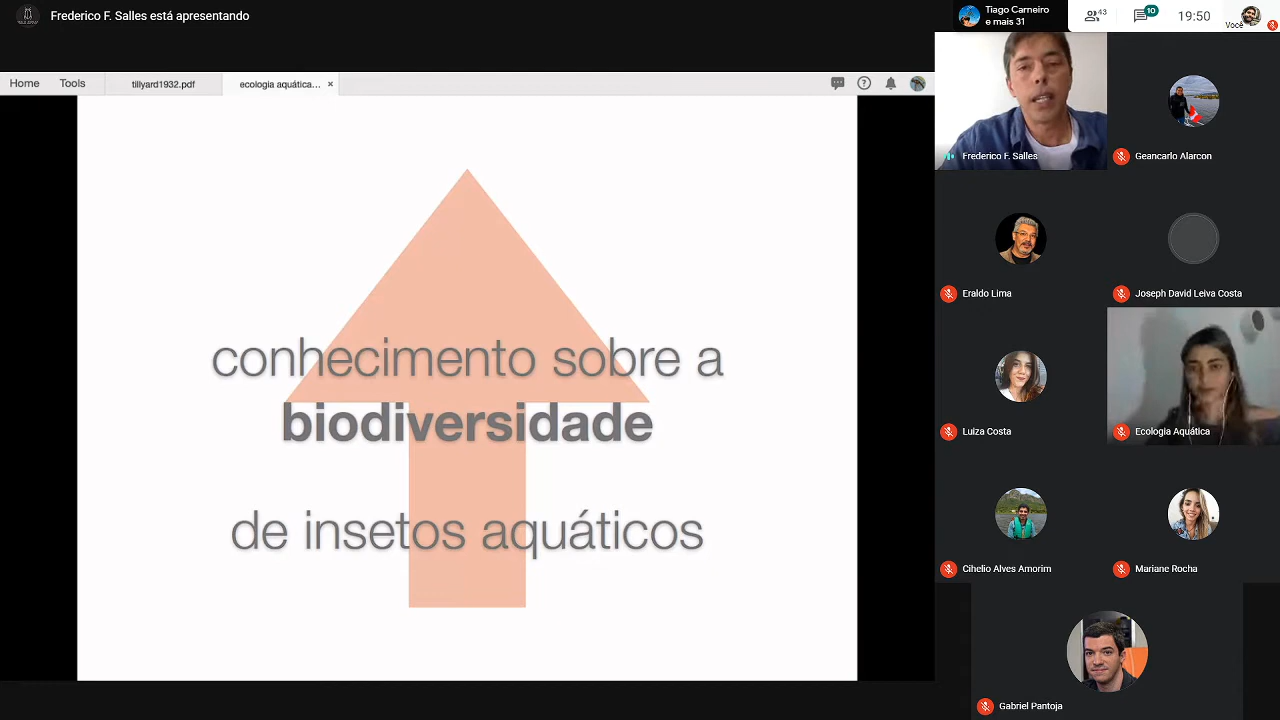 Frederico F. Salles está apresentando
Tiago Carneiro
e mais 31
43
10
19:50
Você
Home
Tools
tillyard1932.pdf
ecologia aquática...
conhecimento sobre a
biodiversidade
de insetos aquáticos
Frederico F. Salles
Geancarlo Alarcon
Eraldo Lima
Joseph David Leiva Costa
Luiza Costa
Ecologia Aquática
Cihelio Alves Amorim
Mariane Rocha
Gabriel Pantoja